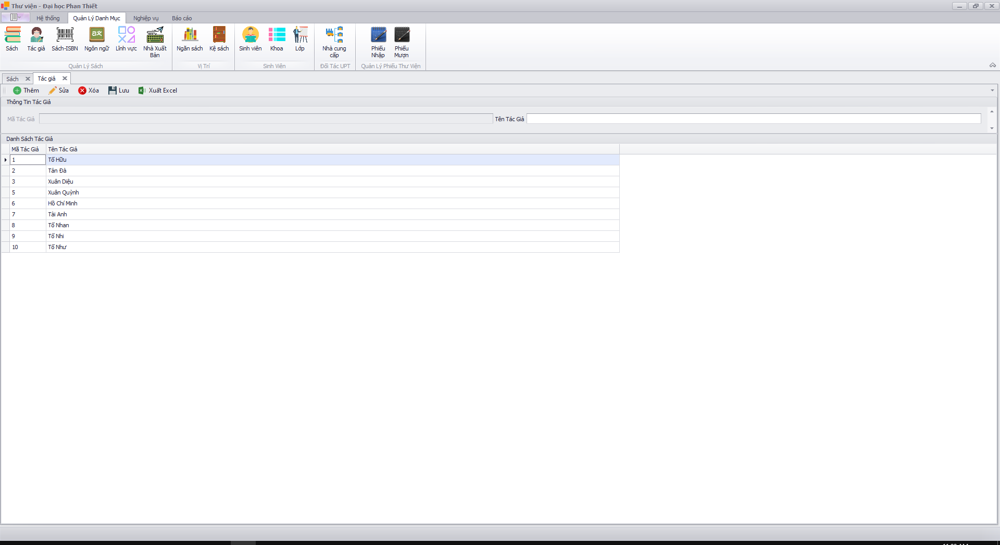 Thư viện - Đại học Phan Thiết
Hệ thống
Quản Lý Danh Mục
Nghiệp vụ
Báo cáo
Sách
Tác giả
Sách-ISBN
Ngôn ngữ
Lĩnh vực
Nhà Xuất
Bản
Ngăn sách
Kệ sách
Sinh viên
Khoa
Lớp
Nhà cung
cấp
Phiếu
Nhập
Phiếu
Mượn
Quản Lý Sách
Vị Trí
Sinh Viên
Đối Tác UPT
Quản Lý Phiếu Thư Viện
Sách
Tác giả
Thêm
Sửa
Xóa
Lưu
Xuất Excel
Thông Tin Tác Giả
Mã Tác Giả
Tên Tác Giả
Danh Sách Tác Giả
Mã Tác Giả Tên Tác Giả
1 Tố Hữu
2 Tản Đà
3 Xuân Diệu
5 Xuân Quỳnh
6 Hồ Chí Minh
7 Tài Anh
8 Tố Nhan
9 Tố Nhi
10 Tố Như